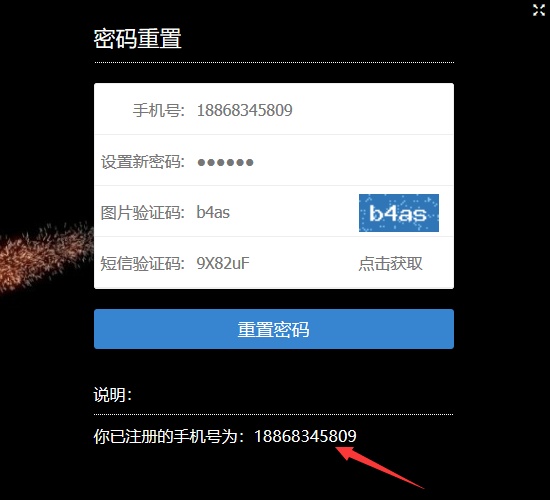 密码重置
手机号: 18868345809
设置新密码: ●●●●●●
图片验证码: b4as b4as
短信验证码: 9X82uF 点击获取
重置密码
说明：
你已注册的手机号为：18868345809